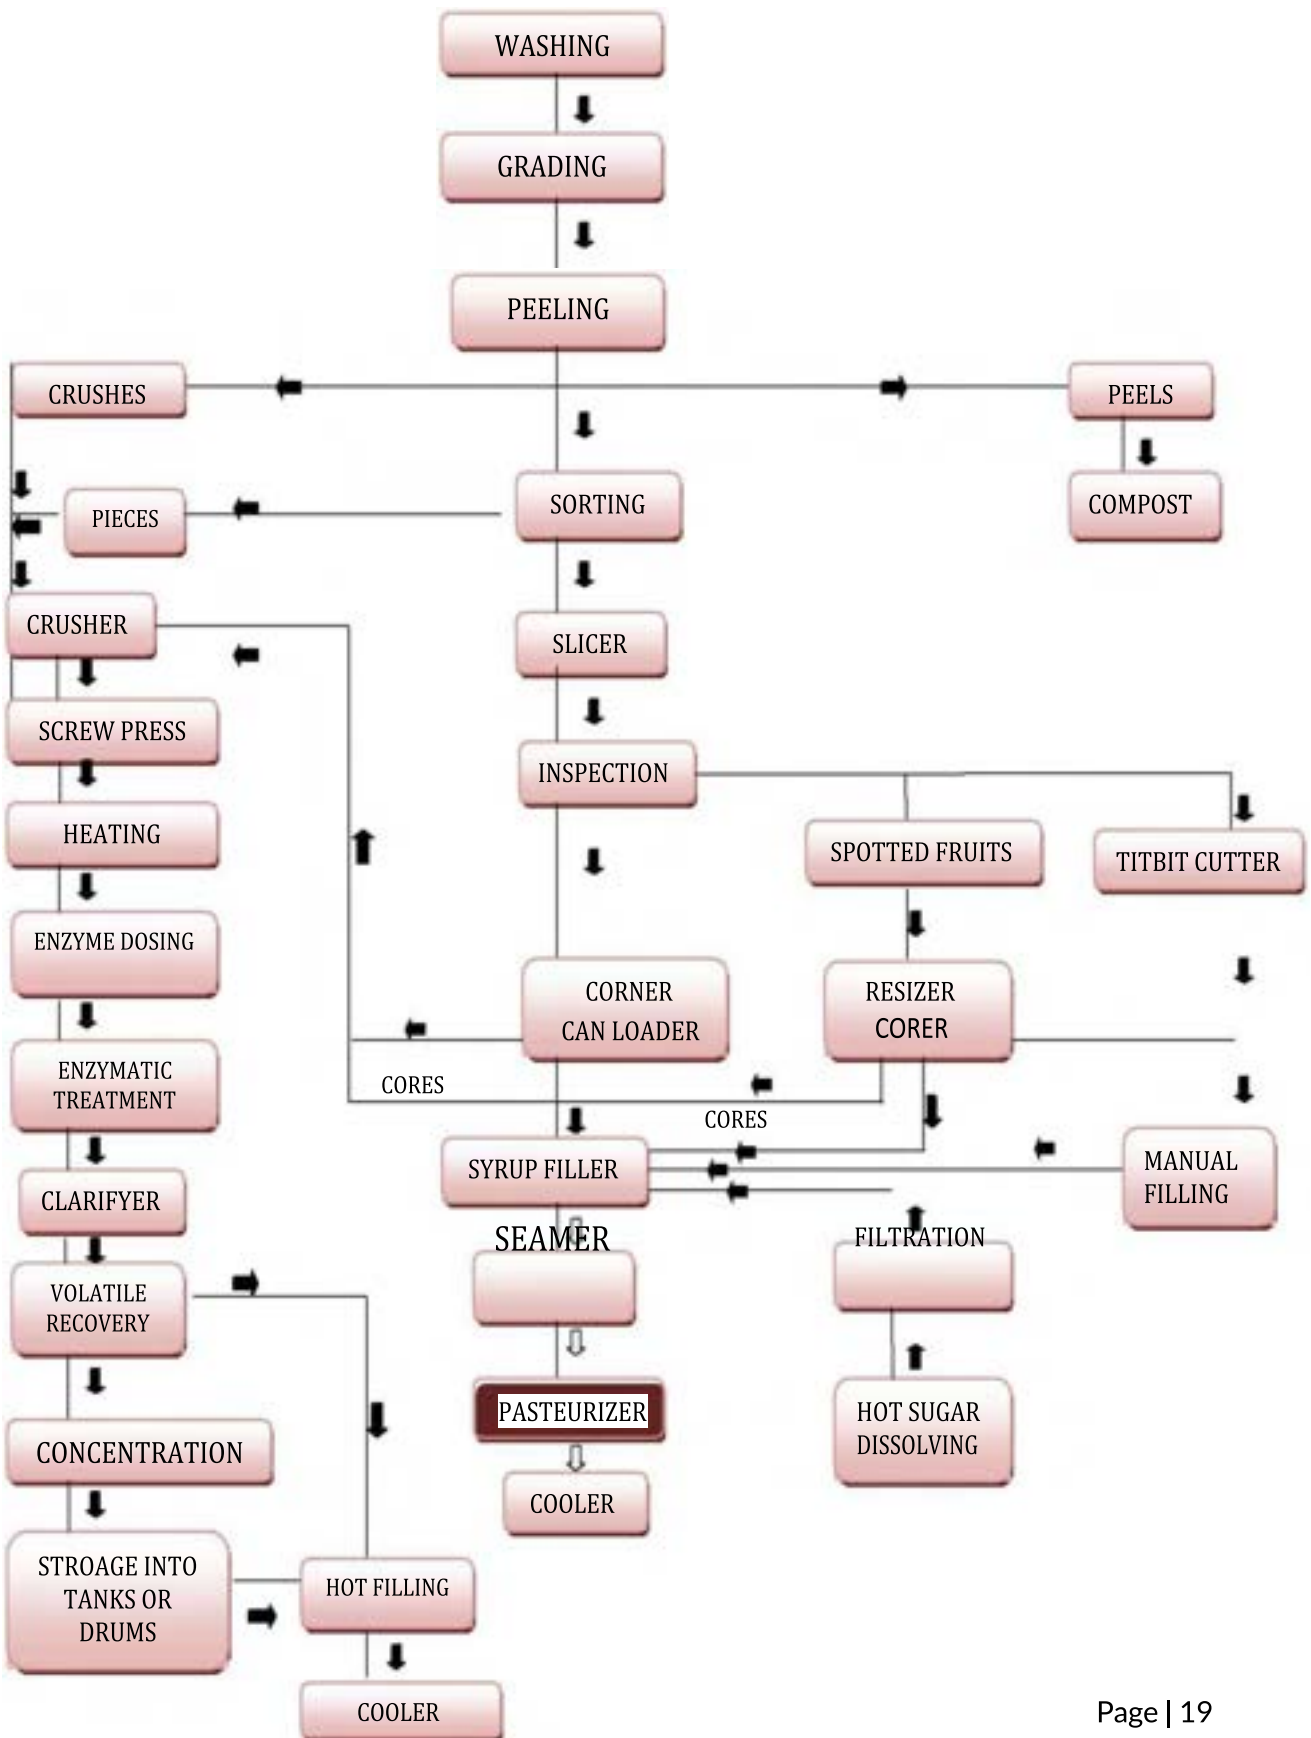 WASHING
GRADING
PEELING
CRUSHES
PEELS
SORTING
COMPOST
PIECES
CRUSHER
SLICER
SCREW PRESS
INSPECTION
HEATING
SPOTTED FRUITS
TITBIT CUTTER
ENZYME DOSING
CORNER
CAN LOADER
RESIZER
CORER
ENZYMATIC
TREATMENT
CORES
CORES
SYRUP FILLER
MANUAL
FILLING
CLARIFYER
SEAMER
FILTRATION
VOLATILE
RECOVERY
PASTEURIZER
HOT SUGAR
DISSOLVING
CONCENTRATION
COOLER
STROAGE INTO
TANKS OR
DRUMS
HOT FILLING
COOLER
Page | 19